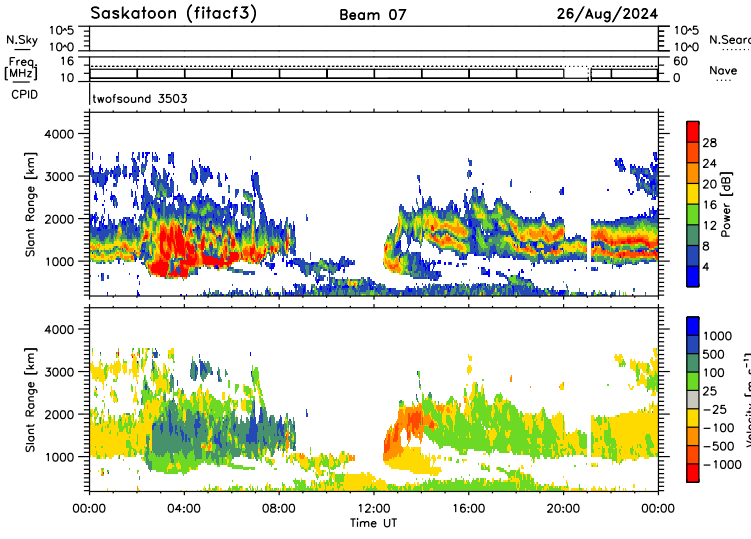 Saskatoon (fitacf3) Beam 07 26/Aug/2024
N.Sky 10^5 10^0 10^5 10^0 N.Searc
Freq. [MHz] 16 10 60 0 Nave
CPID twofsound 3503
Slant Range [km] 4000 3000 2000 1000
Power [dB] 28 24 20 16 12 8 4
Slant Range [km] 4000 3000 2000 1000
Velocity [m s^-1] 1000 500 100 25 -25 -100 -500 -1000
00:00 04:00 08:00 12:00 16:00 20:00 00:00
Time UT